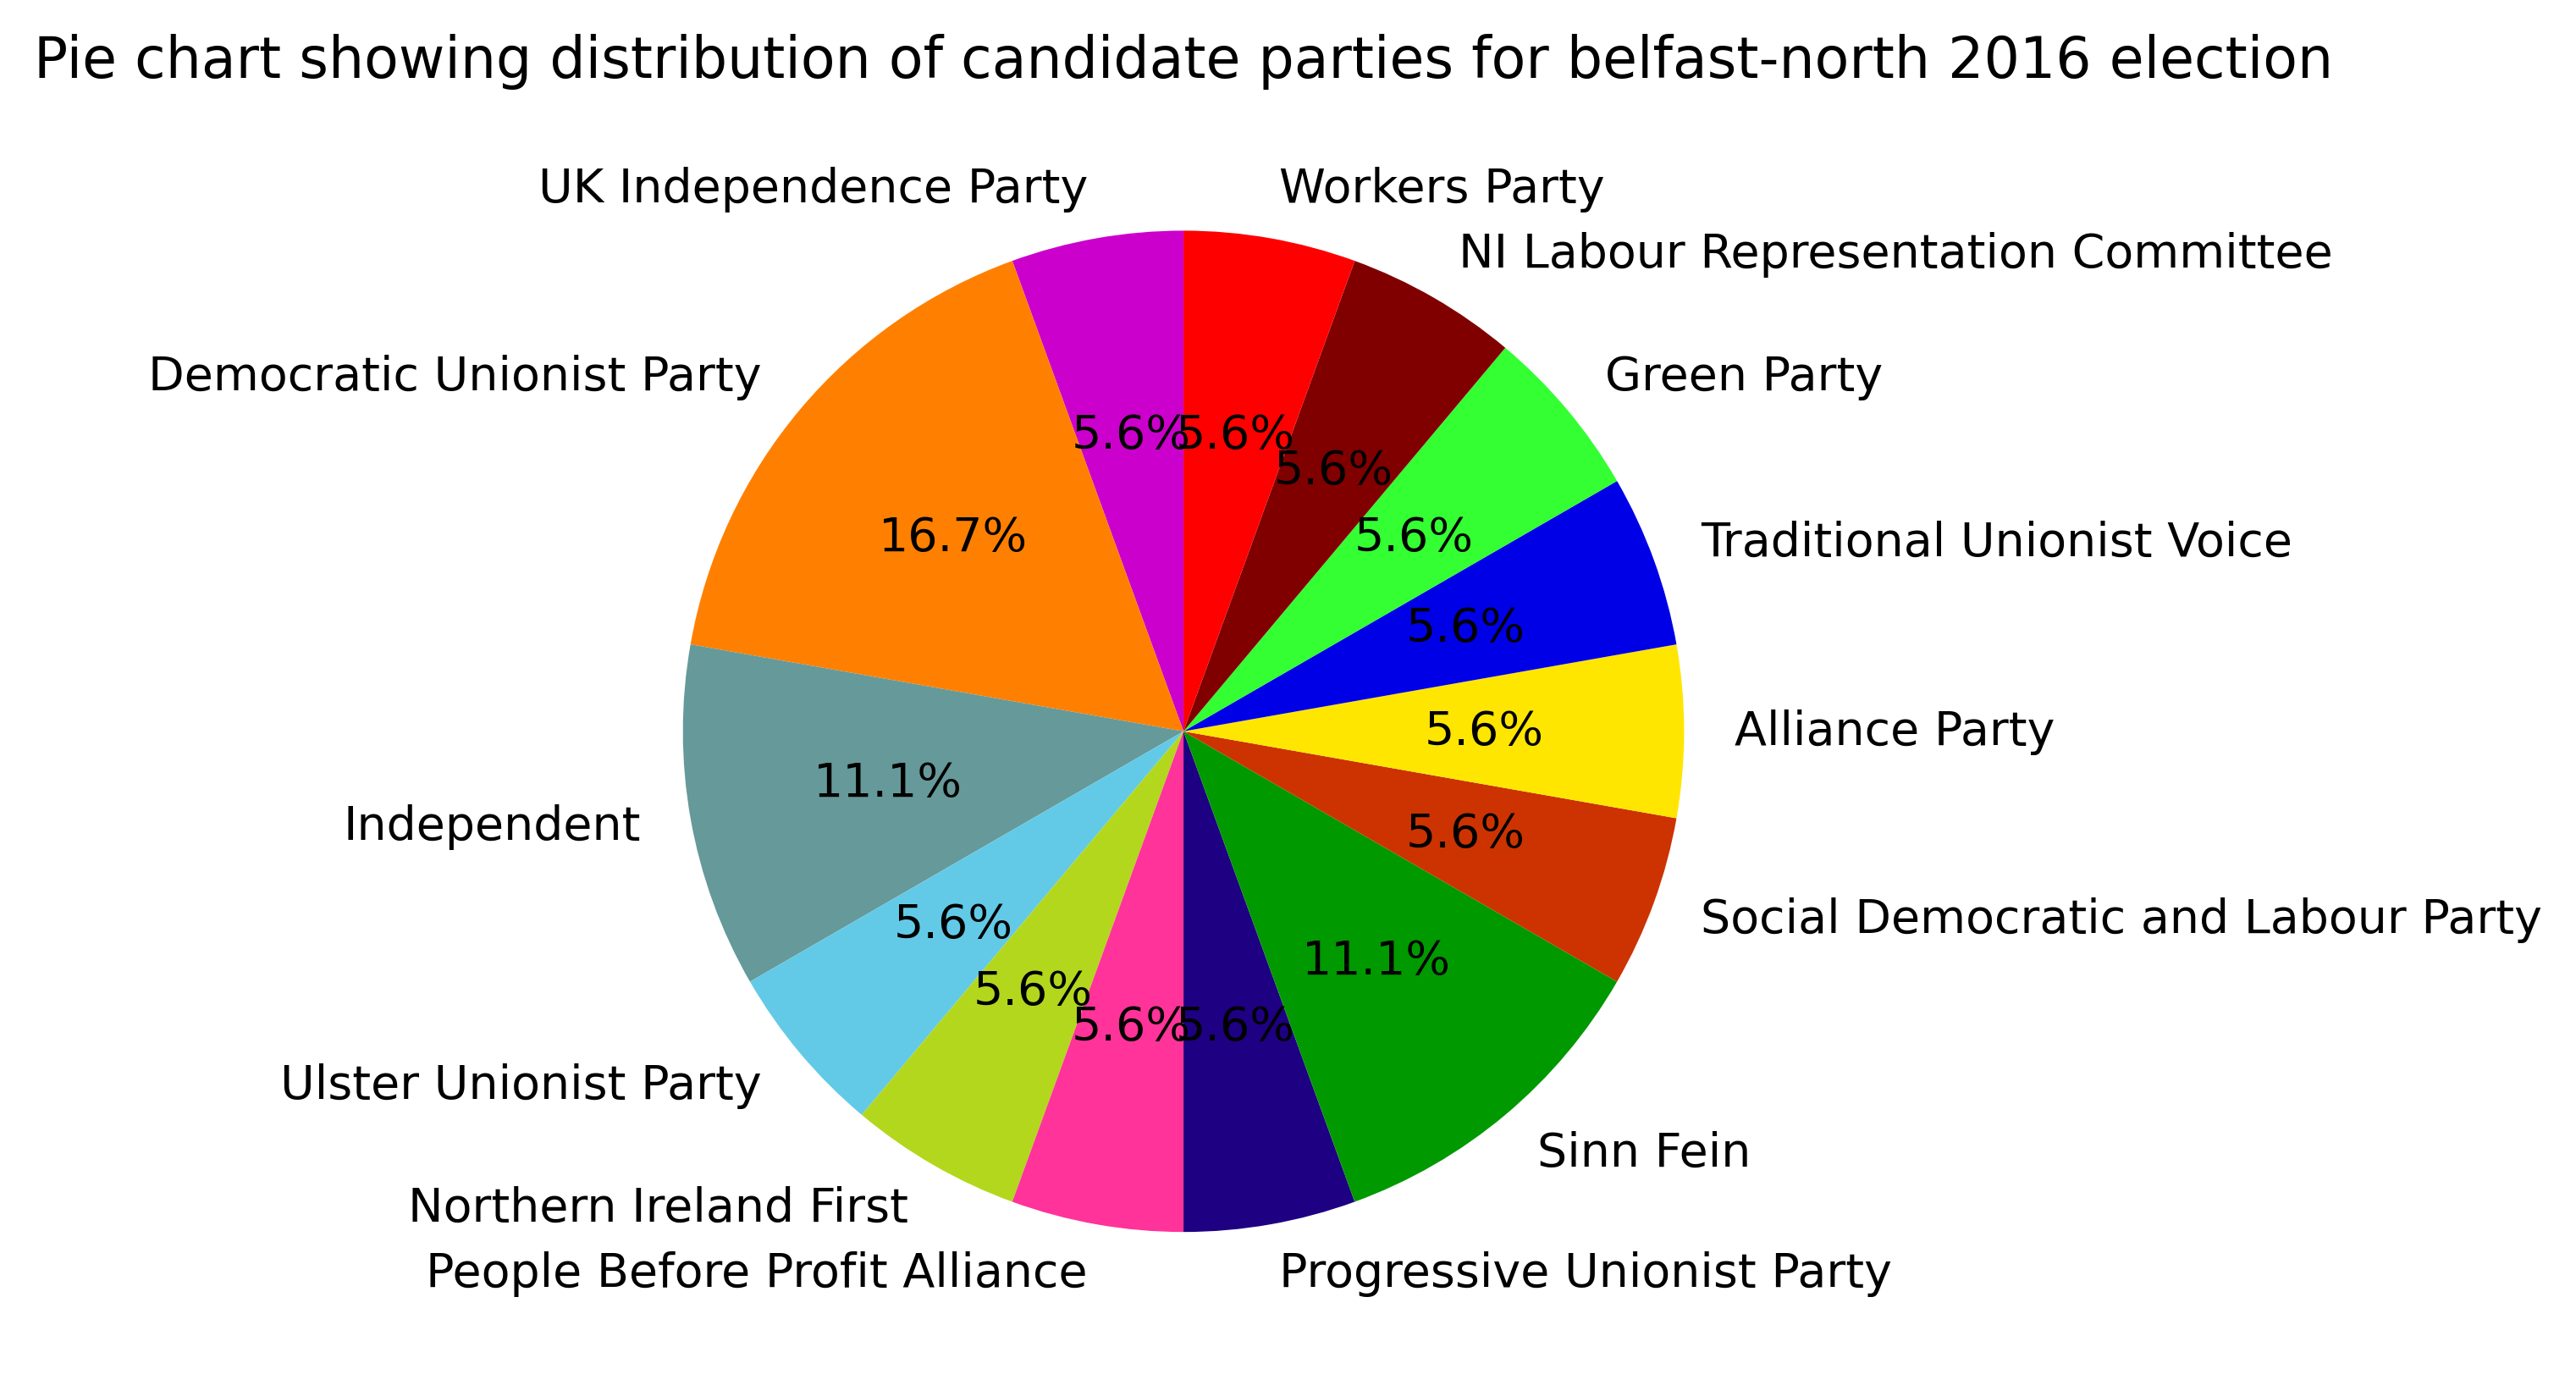 Pie chart showing distribution of candidate parties for belfast-north 2016 election
UK Independence Party
Workers Party
NI Labour Representation Committee
Democratic Unionist Party
Green Party
5.6%
5.6%
5.6%
16.7%
5.6%
Traditional Unionist Voice
5.6%
Alliance Party
5.6%
11.1%
Independent
5.6%
Social Democratic and Labour Party
5.6%
11.1%
5.6%
5.6%
5.6%
Ulster Unionist Party
Sinn Fein
Northern Ireland First
People Before Profit Alliance
Progressive Unionist Party